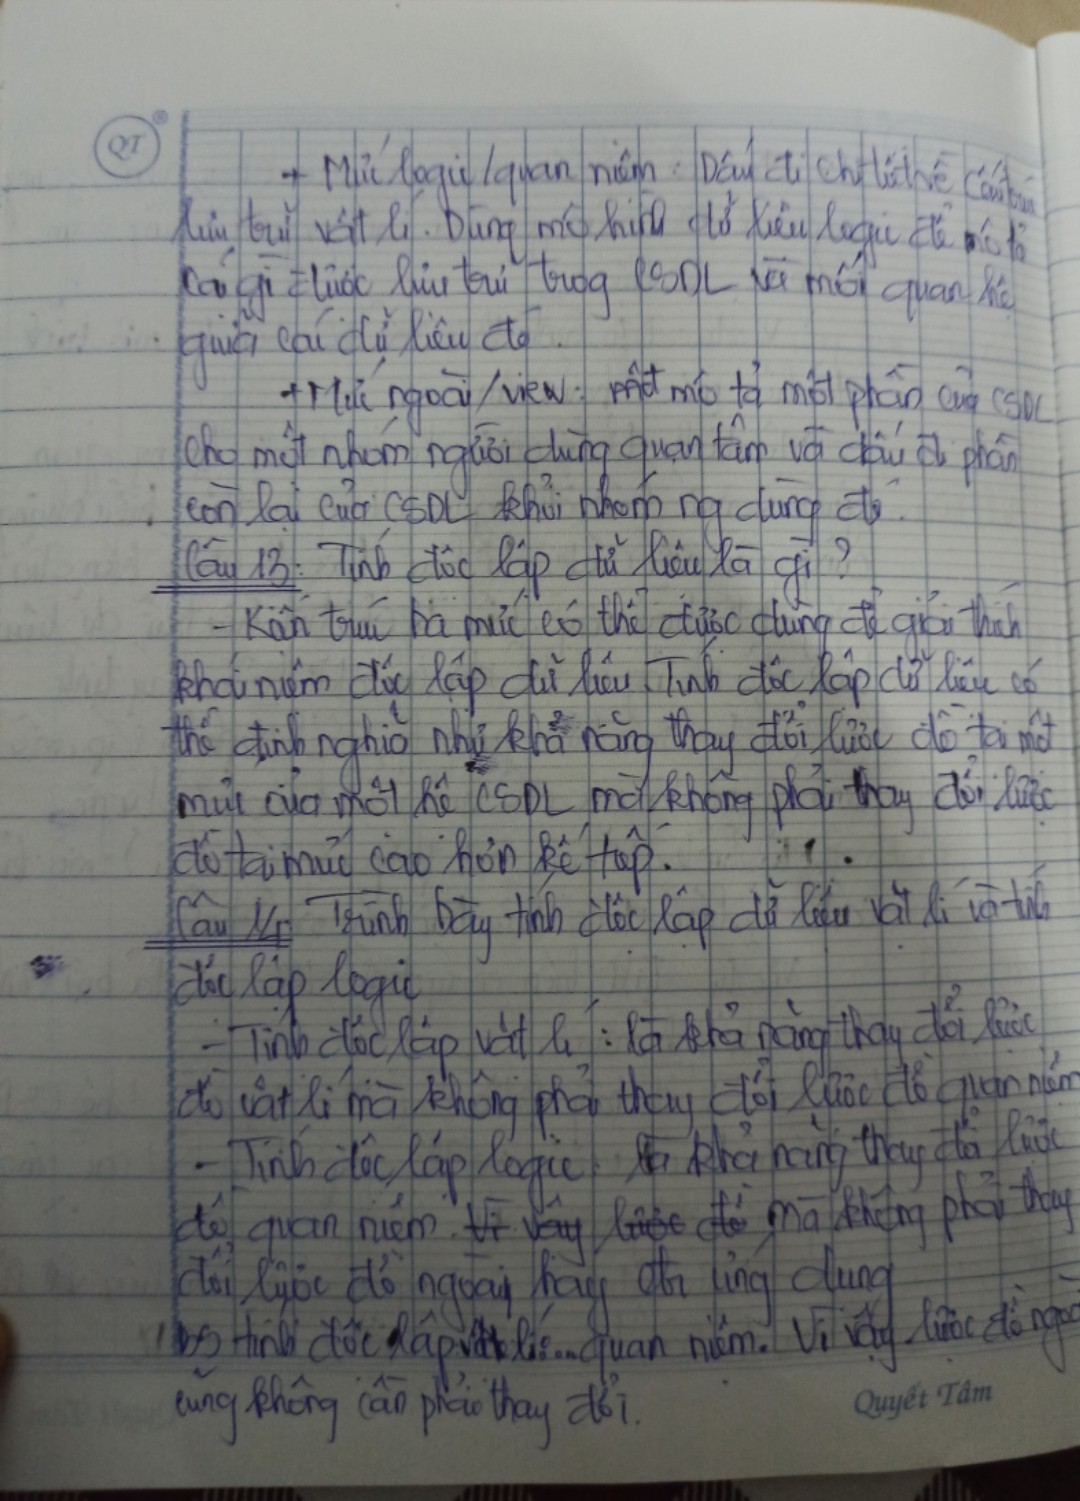 QT
+ Mức logic/quan niệm: Dấu đi chi tiết về cấu trúc
lưu trữ vật lí. Dùng mô hình dữ liệu logic để mô tả
cái gì được lưu trữ trog CSDL và mối quan hệ
giữa các dữ liệu đó.
+ Mức ngoài/view: một mô tả một phần của CSDL
cho một nhóm người dùng quan tâm và dấu đi phần
còn lại của CSDL khỏi nhóm ng dùng đó.
Câu 13: Tính độc lập dữ liệu là gì?
- Kiến trúc ba mức có thể được dùng để giải thích
khái niệm độc lập dữ liệu. Tính độc lập dữ liệu có
thể định nghĩa như khả năng thay đổi lược đồ tại một
mức của một hệ CSDL mà không phải thay đổi lược
đồ tại mức cao hơn kế tiếp.
Câu 14 Trình bày tính độc lập dữ liệu vật lí và tính
độc lập logic
- Tính độc lập vật lí: là khả năng thay đổi lược
đồ vật lí mà không phải thay đổi lược đồ quan niệm
- Tính độc lập logic: là khả năng thay đổi lược
đồ quan niệm. Vì vậy lược đồ mà không phải thay
đổi lược đồ ngoài hay ứng dụng
bs tính độc lập vật lí...quan niệm. Vì vậy lược đồ ngoài
cũng không cần phải thay đổi.
Quyết Tâm